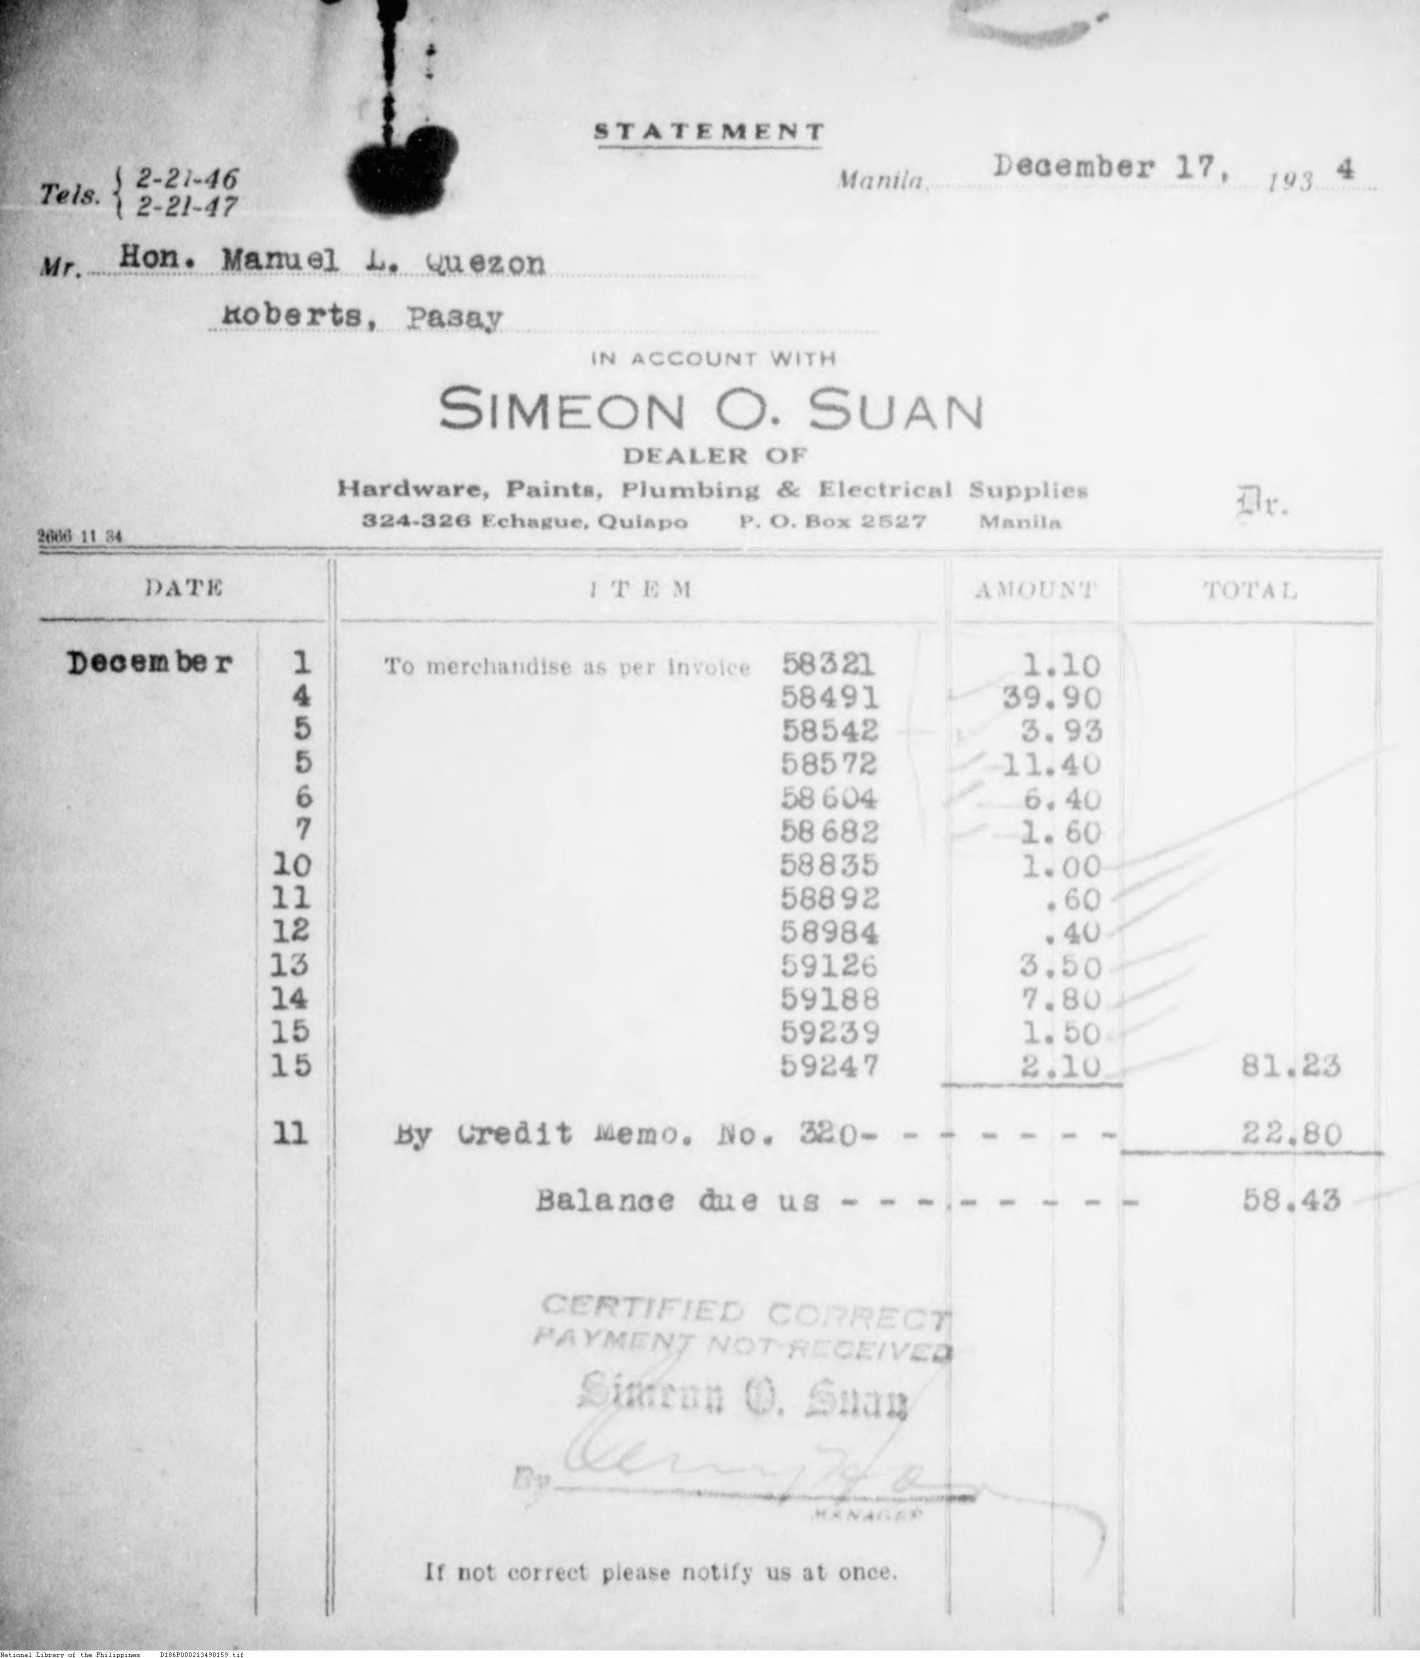 STATEMENT
Tels. { 2-21-46
{ 2-21-47
Manila, December 17, 193 4
Mr. Hon. Manuel L. Quezon
Roberts, Pasay
IN ACCOUNT WITH
SIMEON O. SUAN
DEALER OF
Hardware, Paints, Plumbing & Electrical Supplies
324-326 Echague, Quiapo P. O. Box 2527 Manila
Dr.
2666 11 34
DATE ITEM AMOUNT TOTAL
December 1 To merchandise as per invoice 58321 1.10
4 58491 39.90
5 58542 3.93
5 58572 11.40
6 58604 6.40
7 58682 1.60
10 58835 1.00
11 58892 .60
12 58984 .40
13 59126 3.50
14 59188 7.80
15 59239 1.50
15 59247 2.10 81.23
11 By Credit Memo. No. 320- - - - - - - - 22.80
Balance due us - - - - - - - - 58.43
CERTIFIED CORRECT
PAYMENT NOT RECEIVED
Simeon O. Suan
By
MANAGER
If not correct please notify us at once.
National Library of the Philippines D186P000213490159.tif